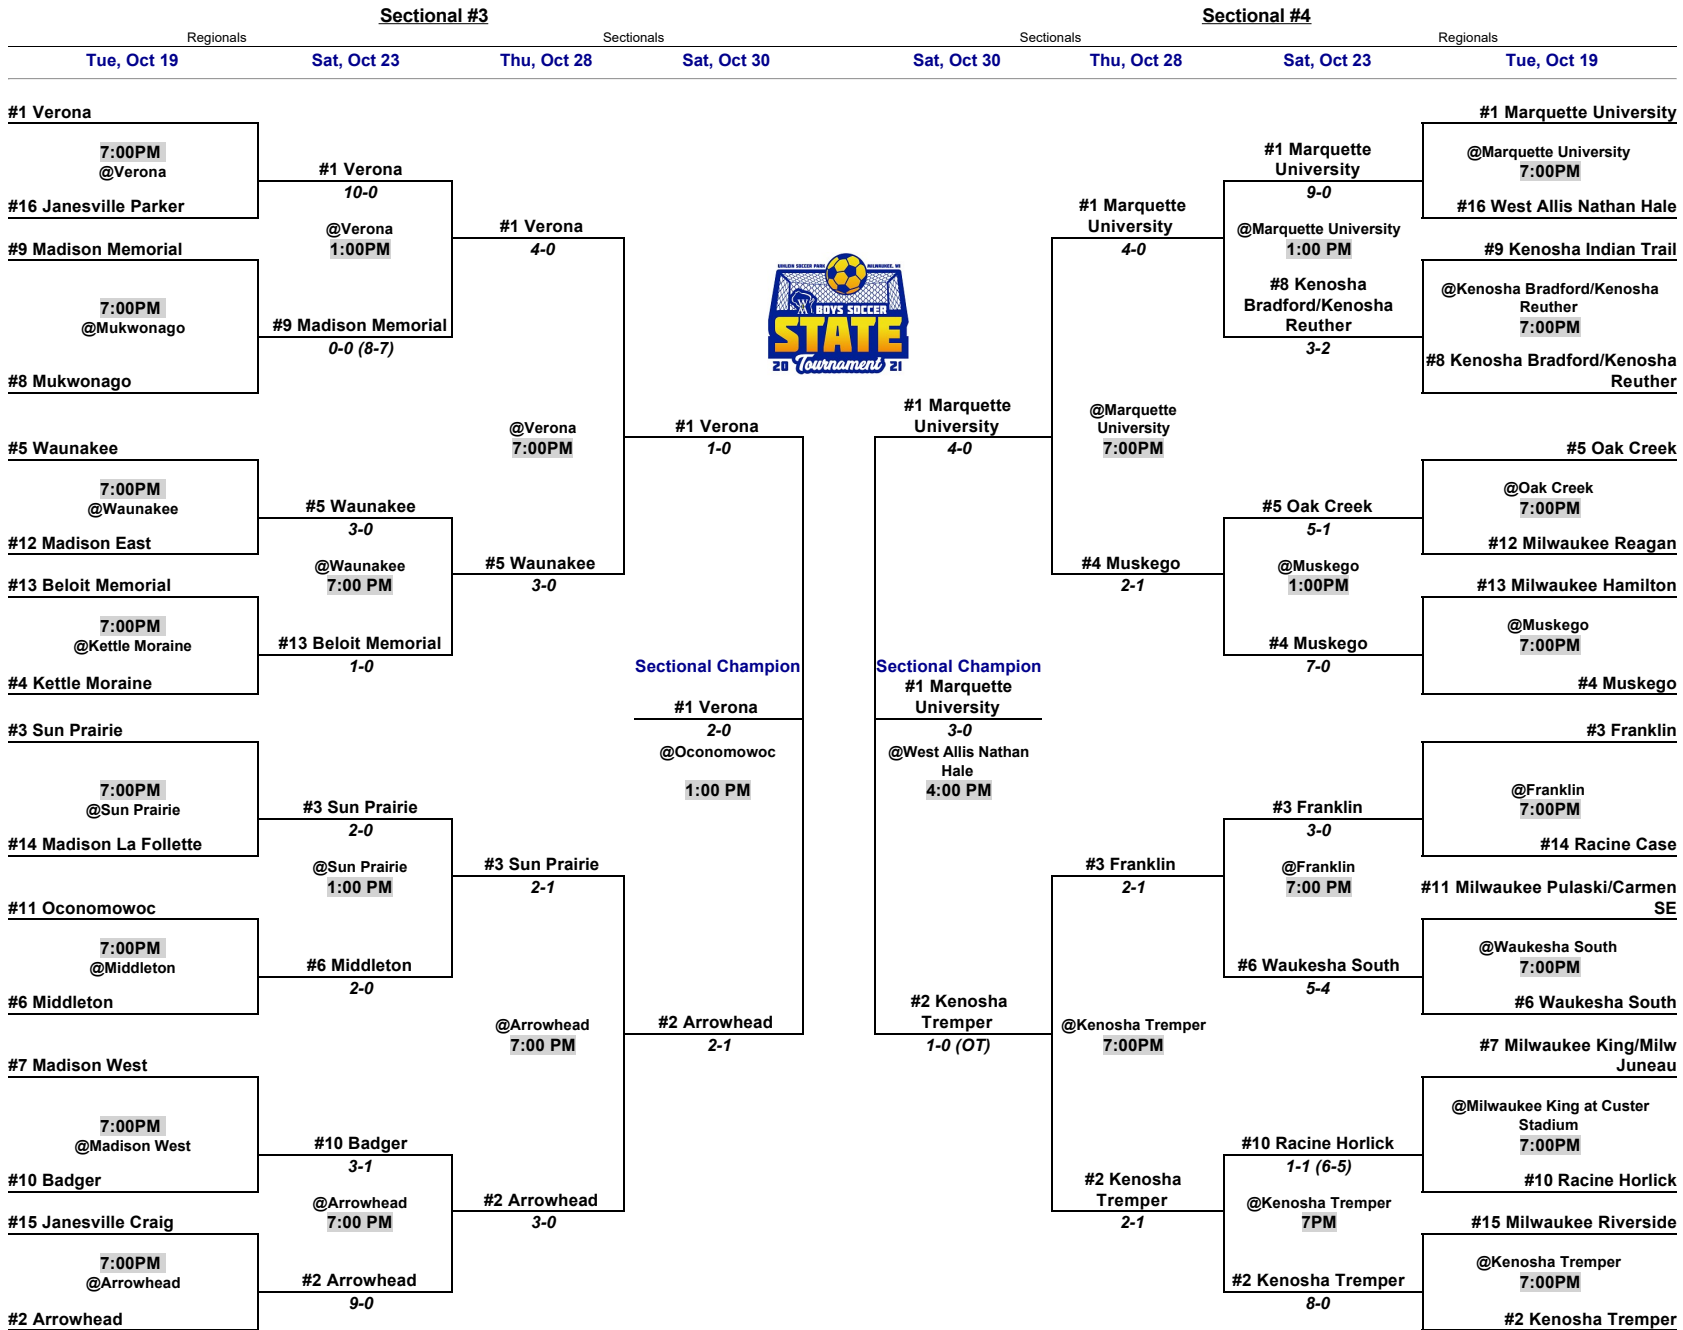 Sectional #3
Sectional #4
Regionals
Sectionals
Sectionals
Regionals
Tue, Oct 19
Sat, Oct 23
Thu, Oct 28
Sat, Oct 30
Sat, Oct 30
Thu, Oct 28
Sat, Oct 23
Tue, Oct 19
#1 Verona
7:00PM
@Verona
#16 Janesville Parker
#9 Madison Memorial
7:00PM
@Mukwonago
#8 Mukwonago
#5 Waunakee
7:00PM
@Waunakee
#12 Madison East
#13 Beloit Memorial
7:00PM
@Kettle Moraine
#4 Kettle Moraine
#3 Sun Prairie
7:00PM
@Sun Prairie
#14 Madison La Follette
#11 Oconomowoc
7:00PM
@Middleton
#6 Middleton
#7 Madison West
7:00PM
@Madison West
#10 Badger
#15 Janesville Craig
7:00PM
@Arrowhead
#2 Arrowhead
#1 Verona
10-0
@Verona
1:00PM
#9 Madison Memorial
0-0 (8-7)
#5 Waunakee
3-0
@Waunakee
7:00 PM
#13 Beloit Memorial
1-0
#3 Sun Prairie
2-0
@Sun Prairie
1:00 PM
#6 Middleton
2-0
#10 Badger
3-1
@Arrowhead
7:00 PM
#2 Arrowhead
9-0
#1 Verona
4-0
@Verona
7:00PM
#5 Waunakee
3-0
#3 Sun Prairie
2-1
@Arrowhead
7:00 PM
#2 Arrowhead
3-0
#1 Verona
1-0
Sectional Champion
#1 Verona
2-0
@Oconomowoc
1:00 PM
#2 Arrowhead
2-1
UIHLEIN SOCCER PARK MILWAUKEE, WI
BOYS SOCCER
STATE
20 Tournament 21
#1 Marquette
University
4-0
Sectional Champion
#1 Marquette
University
3-0
@West Allis Nathan
Hale
4:00 PM
#2 Kenosha
Tremper
1-0 (OT)
#1 Marquette
University
4-0
@Marquette
University
7:00PM
#4 Muskego
2-1
#3 Franklin
2-1
@Kenosha Tremper
7:00PM
#2 Kenosha
Tremper
2-1
#1 Marquette
University
9-0
@Marquette University
1:00 PM
#8 Kenosha
Bradford/Kenosha
Reuther
3-2
#5 Oak Creek
5-1
@Muskego
1:00PM
#4 Muskego
7-0
#3 Franklin
3-0
@Franklin
7:00 PM
#6 Waukesha South
5-4
#10 Racine Horlick
1-1 (6-5)
@Kenosha Tremper
7PM
#2 Kenosha Tremper
8-0
#1 Marquette University
@Marquette University
7:00PM
#16 West Allis Nathan Hale
#9 Kenosha Indian Trail
@Kenosha Bradford/Kenosha
Reuther
7:00PM
#8 Kenosha Bradford/Kenosha
Reuther
#5 Oak Creek
@Oak Creek
7:00PM
#12 Milwaukee Reagan
#13 Milwaukee Hamilton
@Muskego
7:00PM
#4 Muskego
#3 Franklin
@Franklin
7:00PM
#14 Racine Case
#11 Milwaukee Pulaski/Carmen
SE
@Waukesha South
7:00PM
#6 Waukesha South
#7 Milwaukee King/Milw
Juneau
@Milwaukee King at Custer
Stadium
7:00PM
#10 Racine Horlick
#15 Milwaukee Riverside
@Kenosha Tremper
7:00PM
#2 Kenosha Tremper